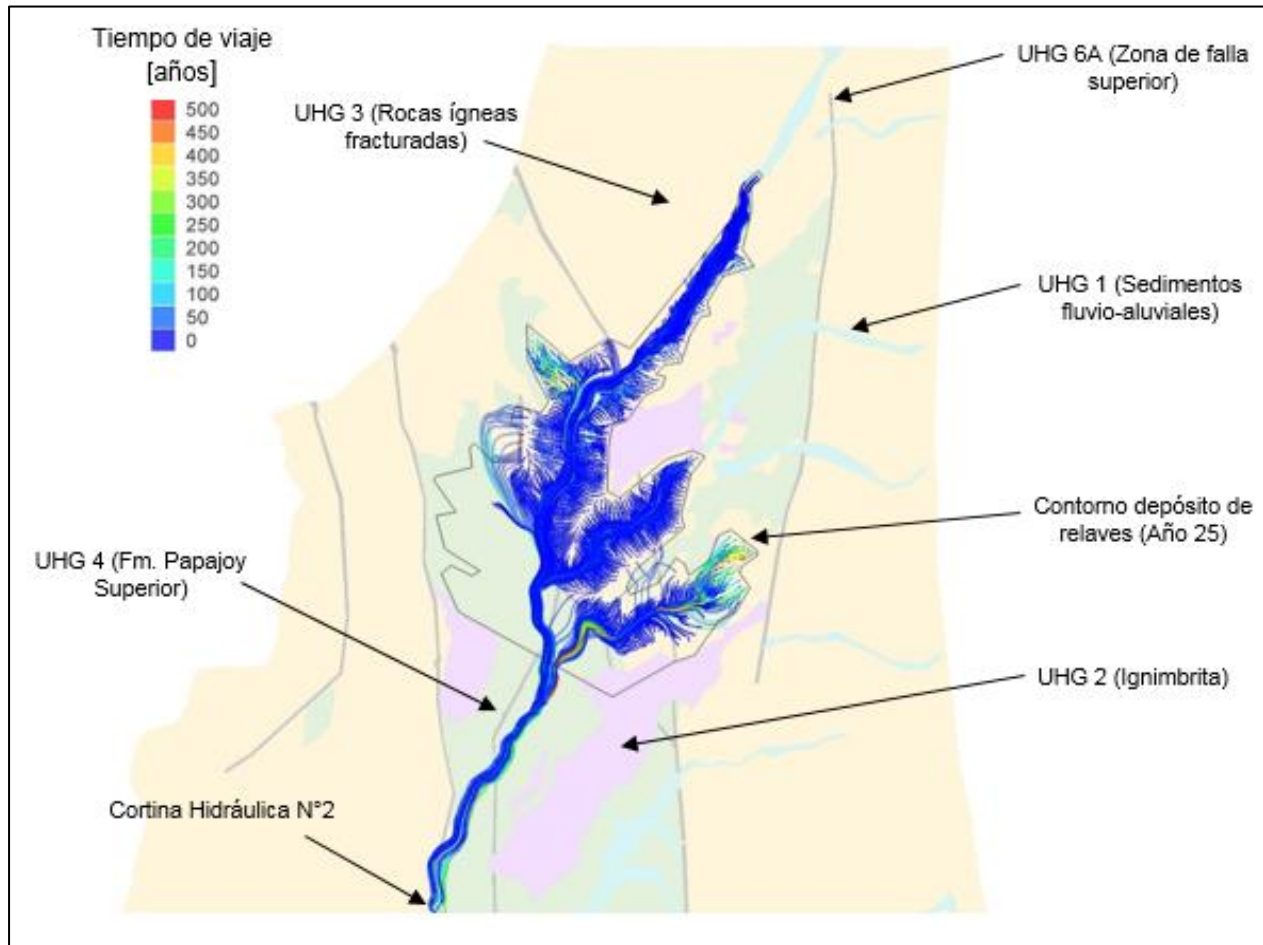 Tiempo de viaje
[años]
500
450
400
350
300
250
200
150
100
50
0
UHG 3 (Rocas ígneas
fracturadas)
UHG 6A (Zona de falla
superior)
UHG 1 (Sedimentos
fluvio-aluviales)
Contorno depósito de
relaves (Año 25)
UHG 4 (Fm. Papajoy
Superior)
UHG 2 (Ignimbrita)
Cortina Hidráulica N°2